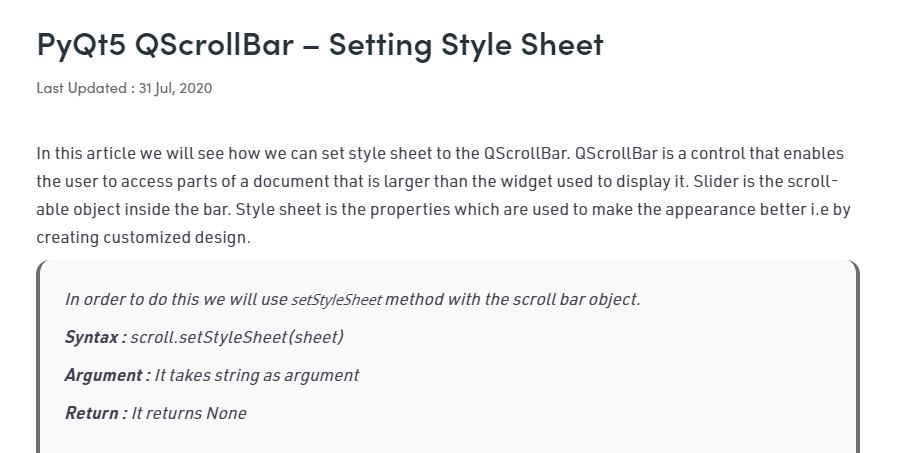 PyQt5 QScrollBar – Setting Style Sheet
Last Updated : 31 Jul, 2020
In this article we will see how we can set style sheet to the QScrollBar. QScrollBar is a control that enables
the user to access parts of a document that is larger than the widget used to display it. Slider is the scroll-
able object inside the bar. Style sheet is the properties which are used to make the appearance better i.e by
creating customized design.
In order to do this we will use setStyleSheet method with the scroll bar object.
Syntax : scroll.setStyleSheet(sheet)
Argument : It takes string as argument
Return : It returns None